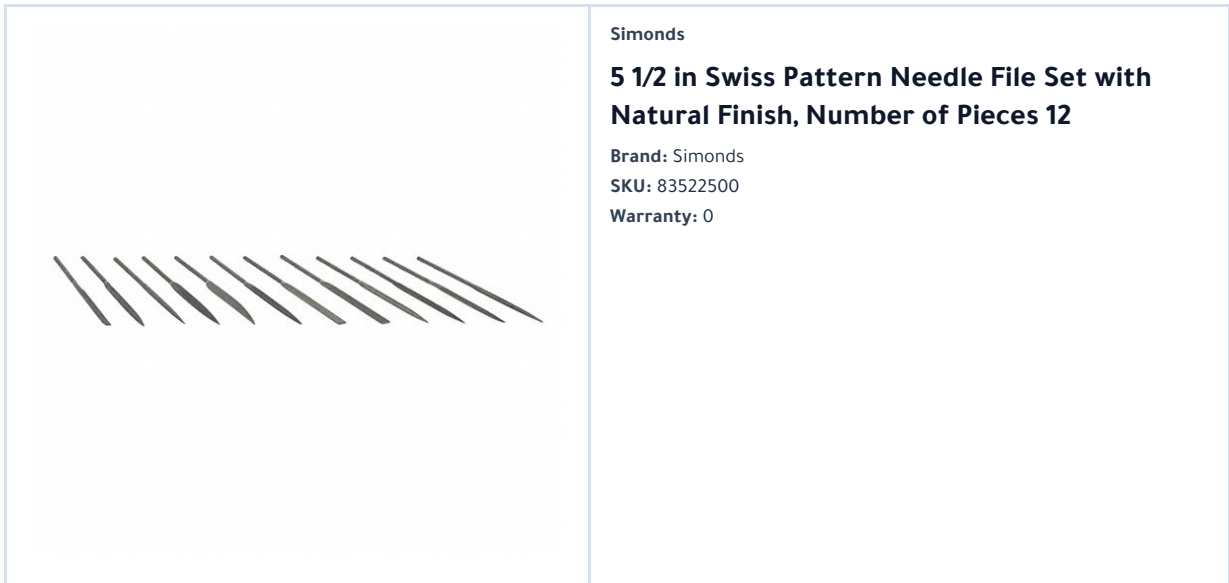 Simonds
5 1/2 in Swiss Pattern Needle File Set with
Natural Finish, Number of Pieces 12
Brand: Simonds
SKU: 83522500
Warranty: 0